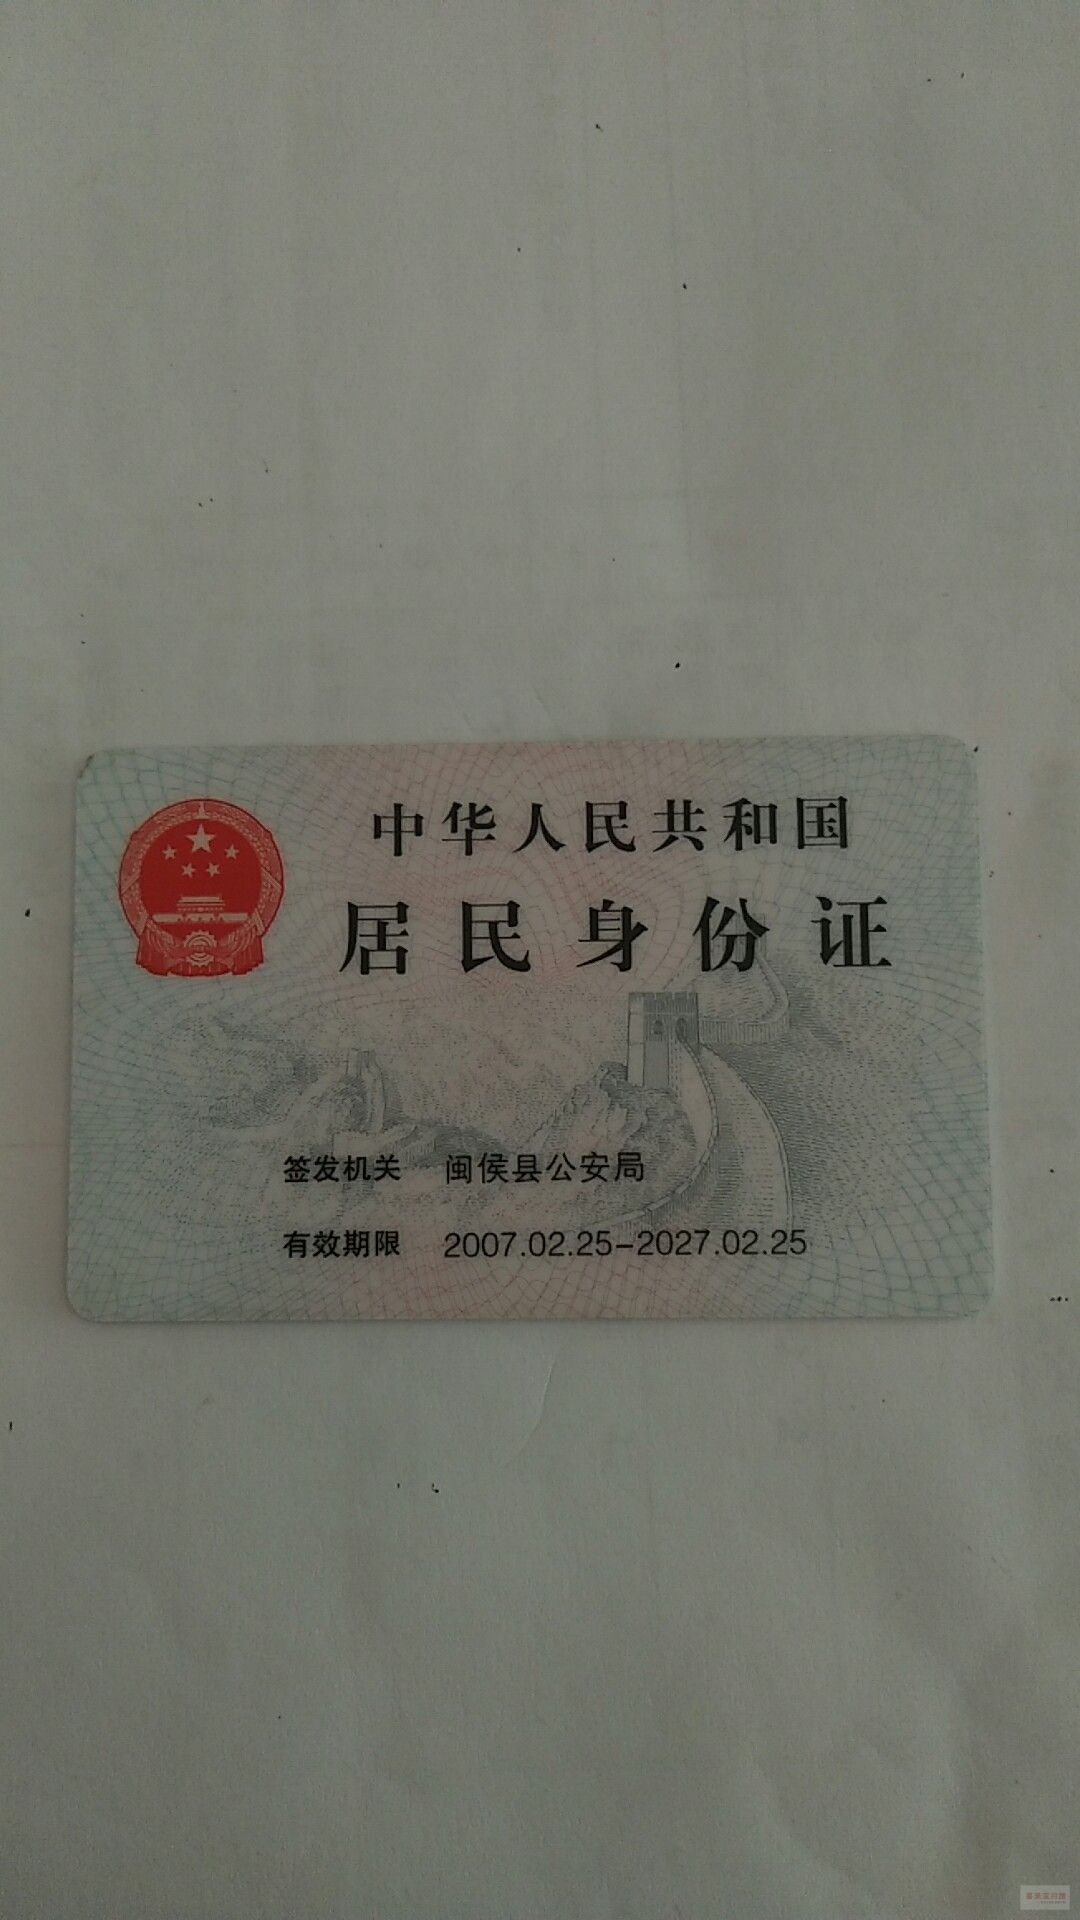 中华人民共和国
居民身份证
签发机关 闽侯县公安局
有效期限 2007.02.25-2027.02.25